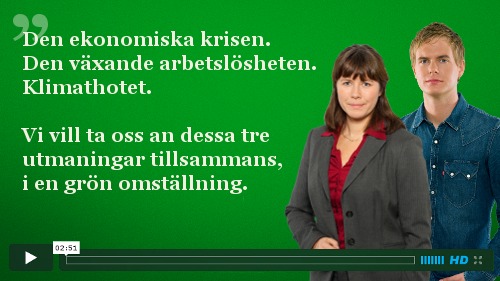 ”
Den ekonomiska krisen.
Den växande arbetslösheten.
Klimathotet.
Vi vill ta oss an dessa tre
utmaningar tillsammans,
i en grön omställning.
02:51
HD